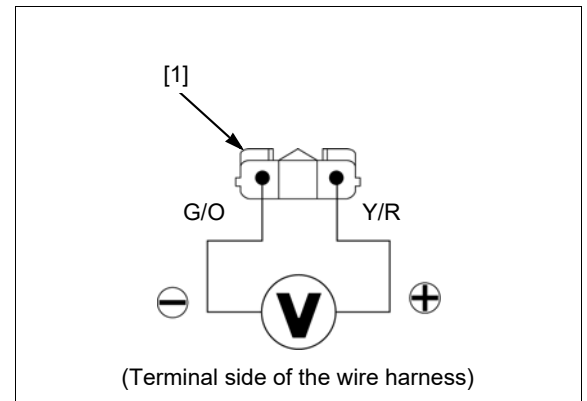 [1]
G/O Y/R
V
(Terminal side of the wire harness)